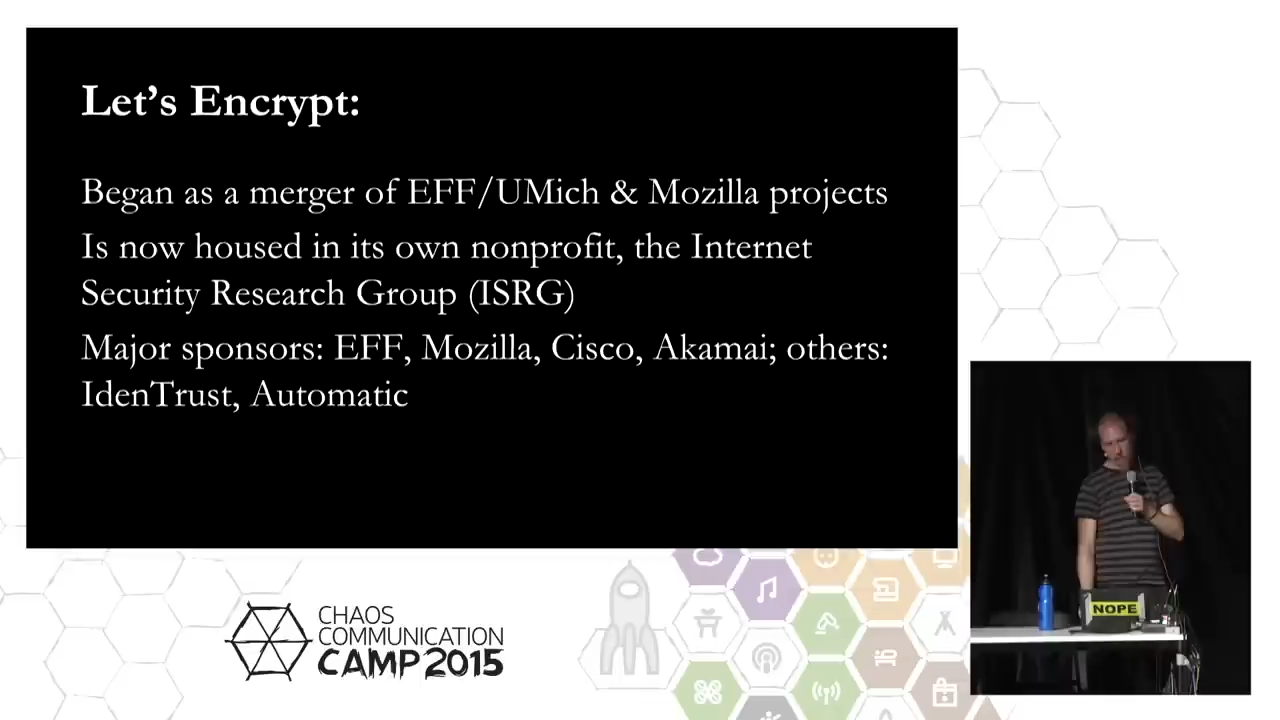 Let's Encrypt:
Began as a merger of EFF/UMich & Mozilla projects
Is now housed in its own nonprofit, the Internet
Security Research Group (ISRG)
Major sponsors: EFF, Mozilla, Cisco, Akamai; others:
IdenTrust, Automatic
NOPE
CHAOS
COMMUNICATION
CAMP 2015